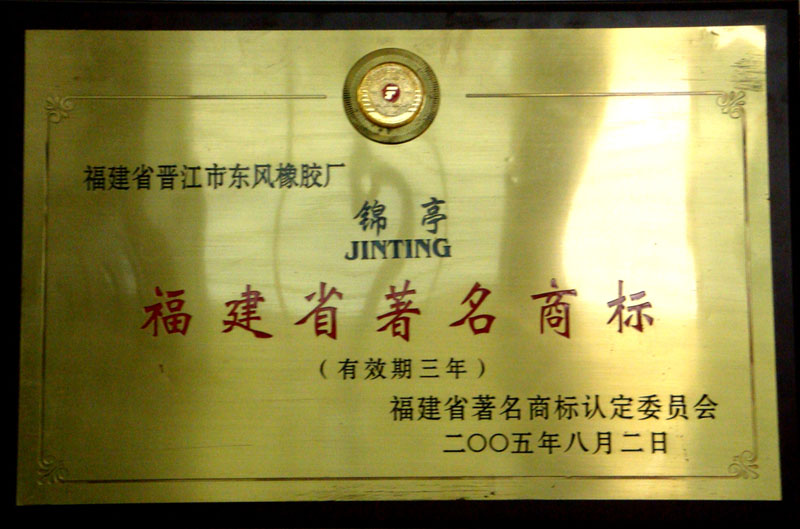 福建省晋江市东风橡胶厂
锦亭
JINTING
福建省著名商标
（有效期三年）
福建省著名商标认定委员会
二〇〇五年八月二日